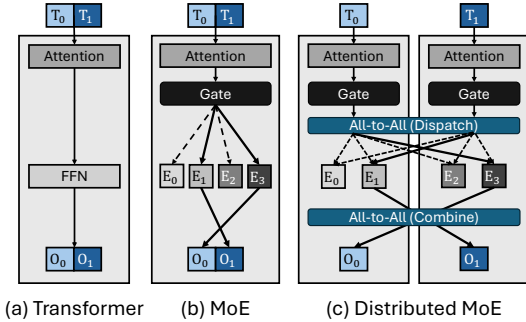 T0 T1
Attention
FFN
O0 O1
(a) Transformer
T0 T1
Attention
Gate
E0 E1 E2 E3
O0 O1
(b) MoE
T0 T1
Attention Attention
Gate Gate
All-to-All (Dispatch)
E0 E1 E2 E3
All-to-All (Combine)
O0 O1
(c) Distributed MoE